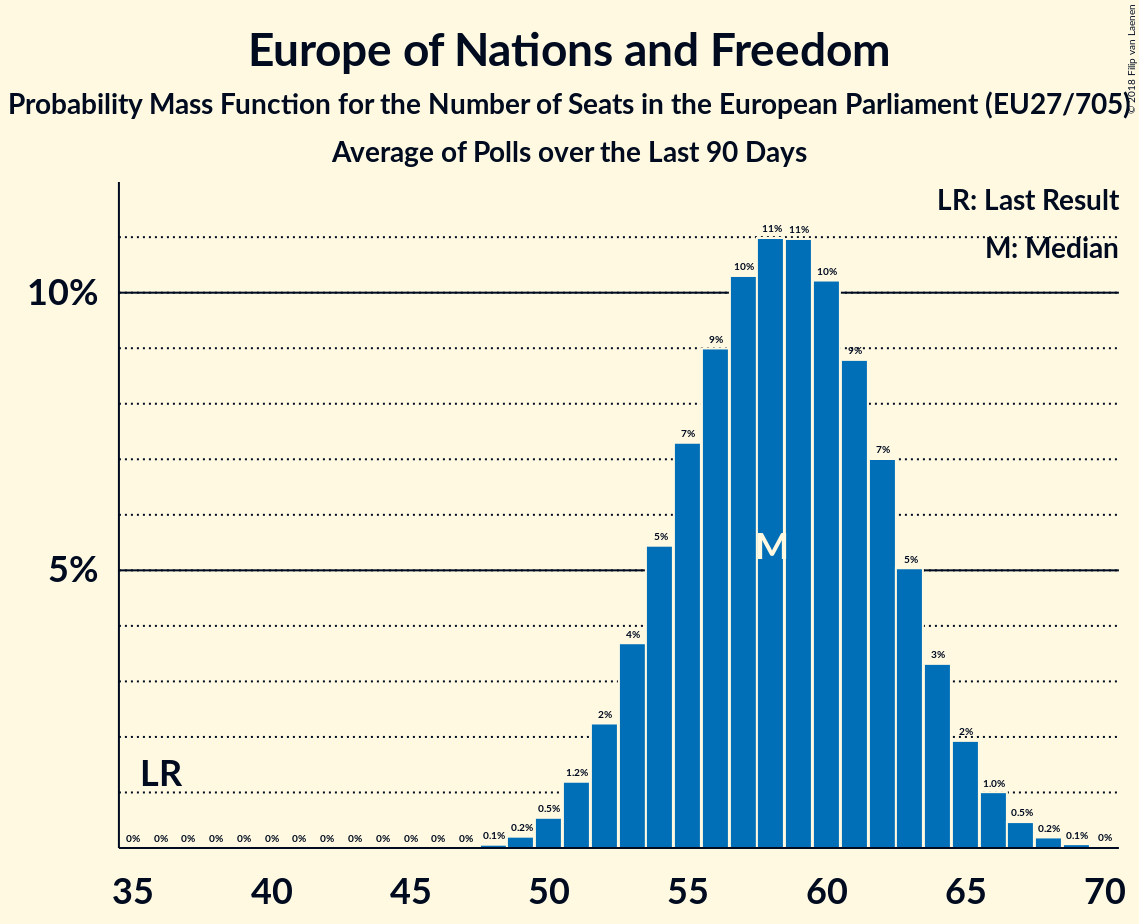 Europe of Nations and Freedom
Probability Mass Function for the Number of Seats in the European Parliament (EU27/705)
Average of Polls over the Last 90 Days
© 2018 Filip van Laenen
LR: Last Result
M: Median
11% 11%
10% 10%
10%
9% 9%
7% 7%
5% 5%
M
5%
4% 3%
2% 2%
LR
1.2% 1.0%
0.5% 0.5%
0% 0% 0% 0% 0% 0% 0% 0% 0% 0% 0% 0% 0% 0.1% 0.2% 0.2% 0.1% 0%
35 40 45 50 55 60 65 70